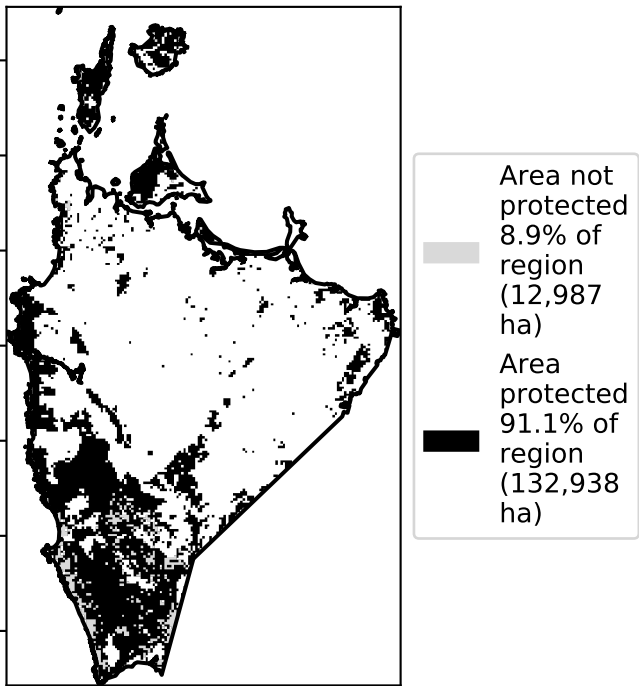 Area not
protected
8.9% of
region
(12,987
ha)
Area
protected
91.1% of
region
(132,938
ha)